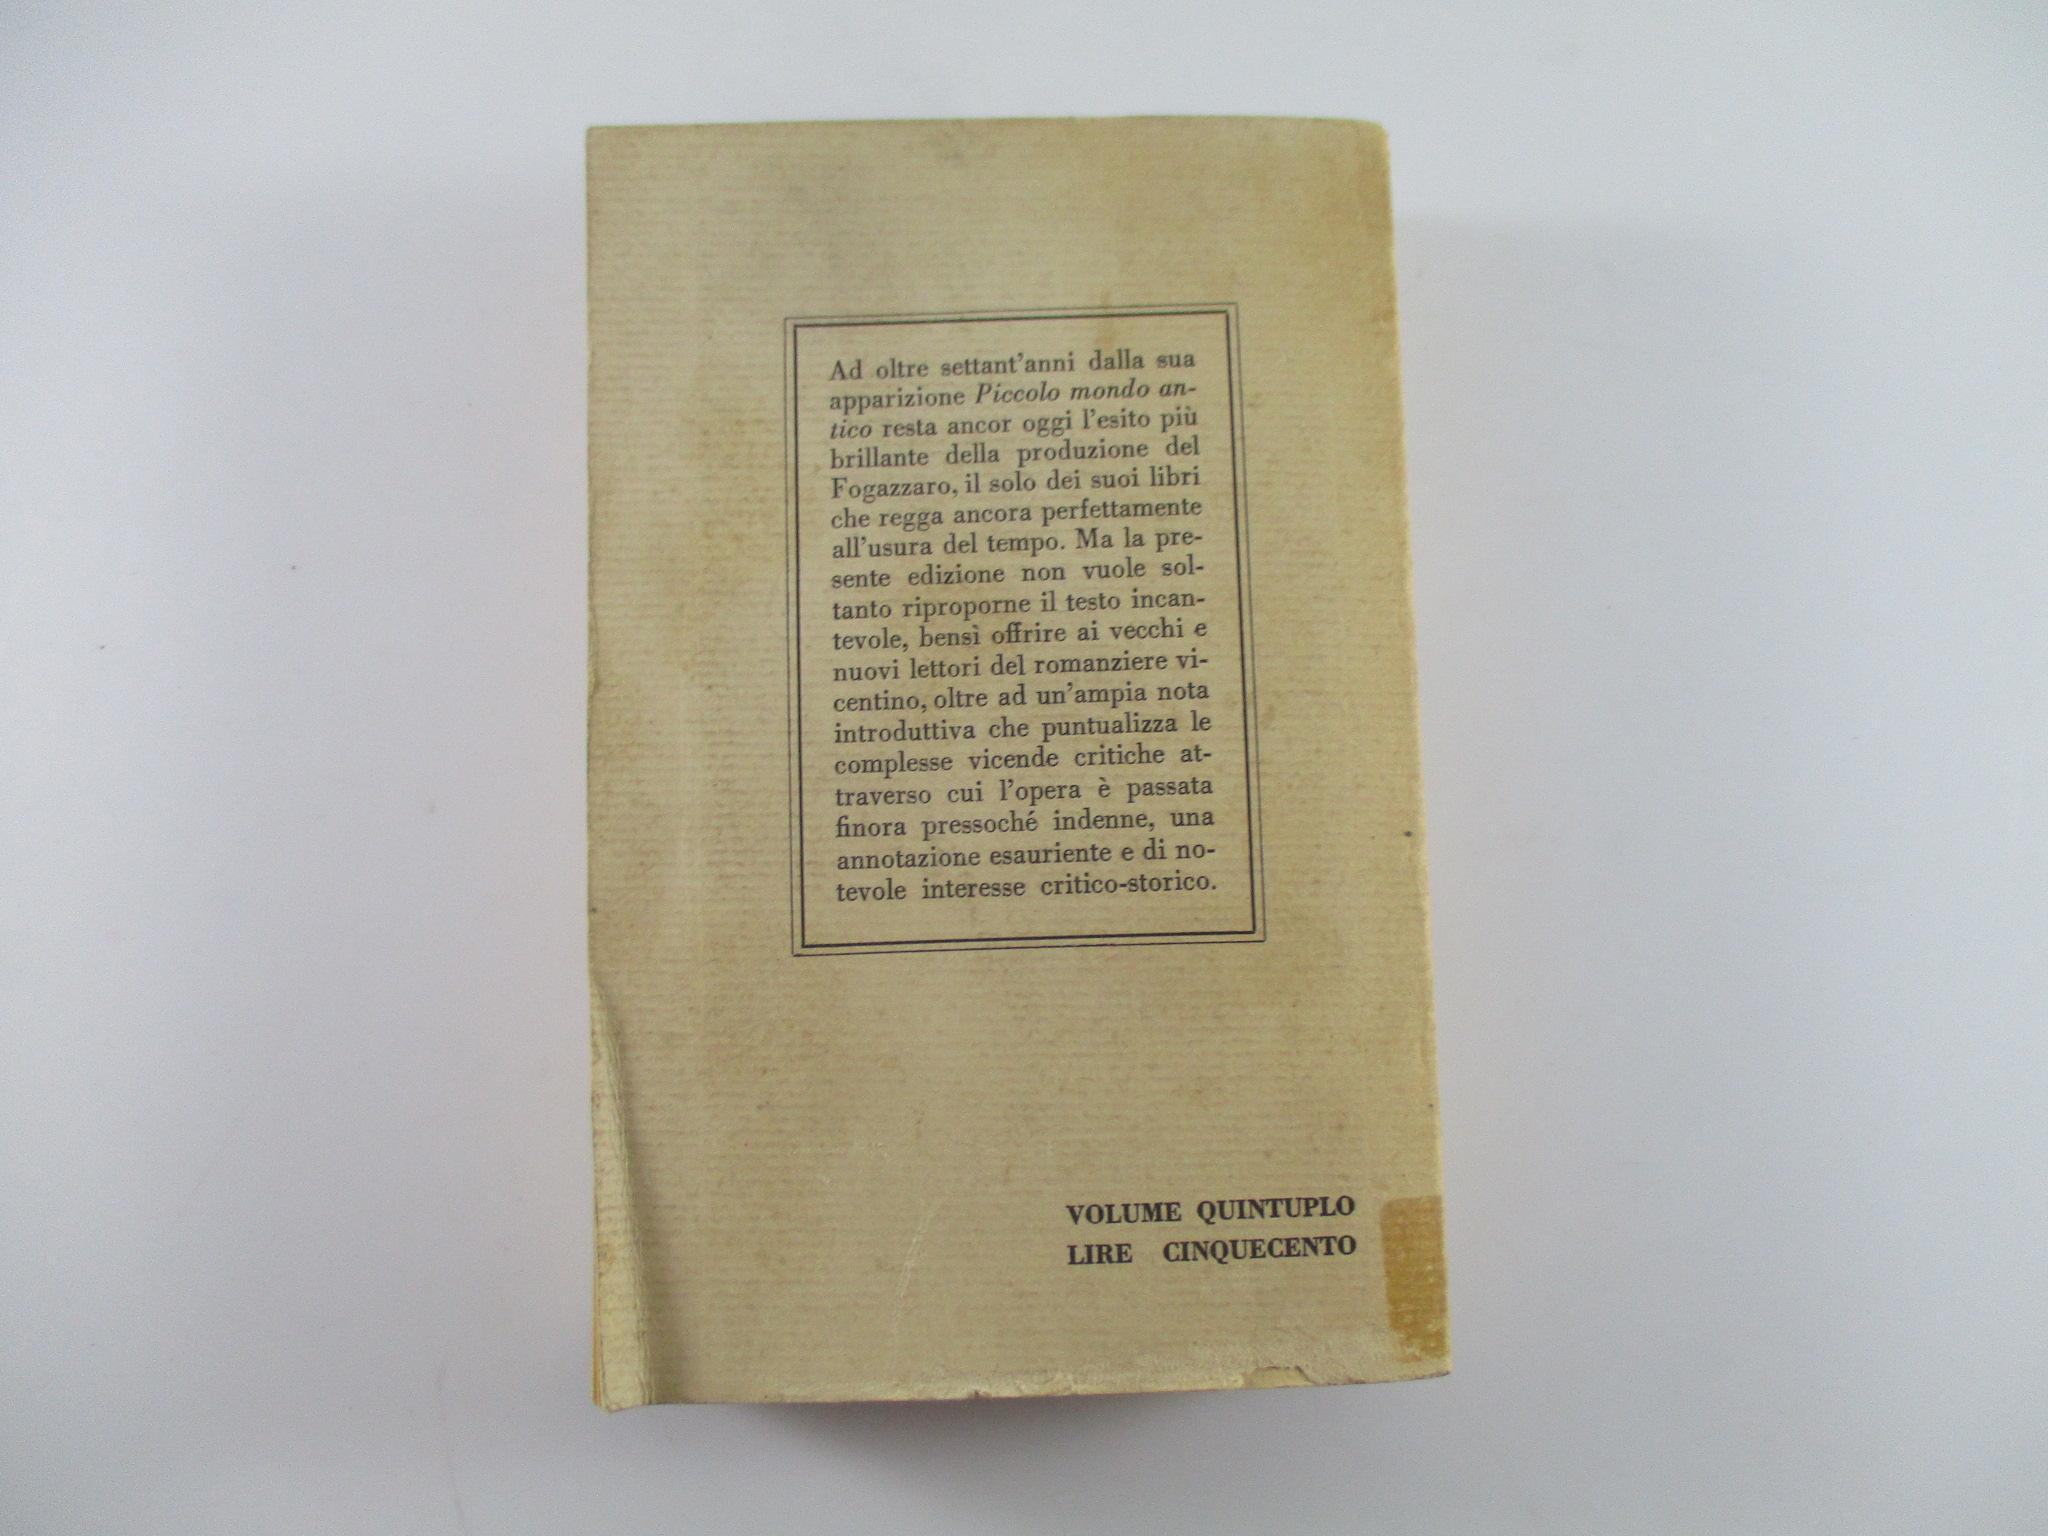 Ad oltre settant'anni dalla sua
apparizione Piccolo mondo an-
tico resta ancor oggi l'esito più
brillante della produzione del
Fogazzaro, il solo dei suoi libri
che regga ancora perfettamente
all'usura del tempo. Ma la pre-
sente edizione non vuole sol-
tanto riproporne il testo incan-
tevole, bensì offrire ai vecchi e
nuovi lettori del romanziere vi-
centino, oltre ad un'ampia nota
introduttiva che puntualizza le
complesse vicende critiche at-
traverso cui l'opera è passata
finora pressoché indenne, una
annotazione esauriente e di no-
tevole interesse critico-storico.
VOLUME QUINTUPLO
LIRE CINQUECENTO